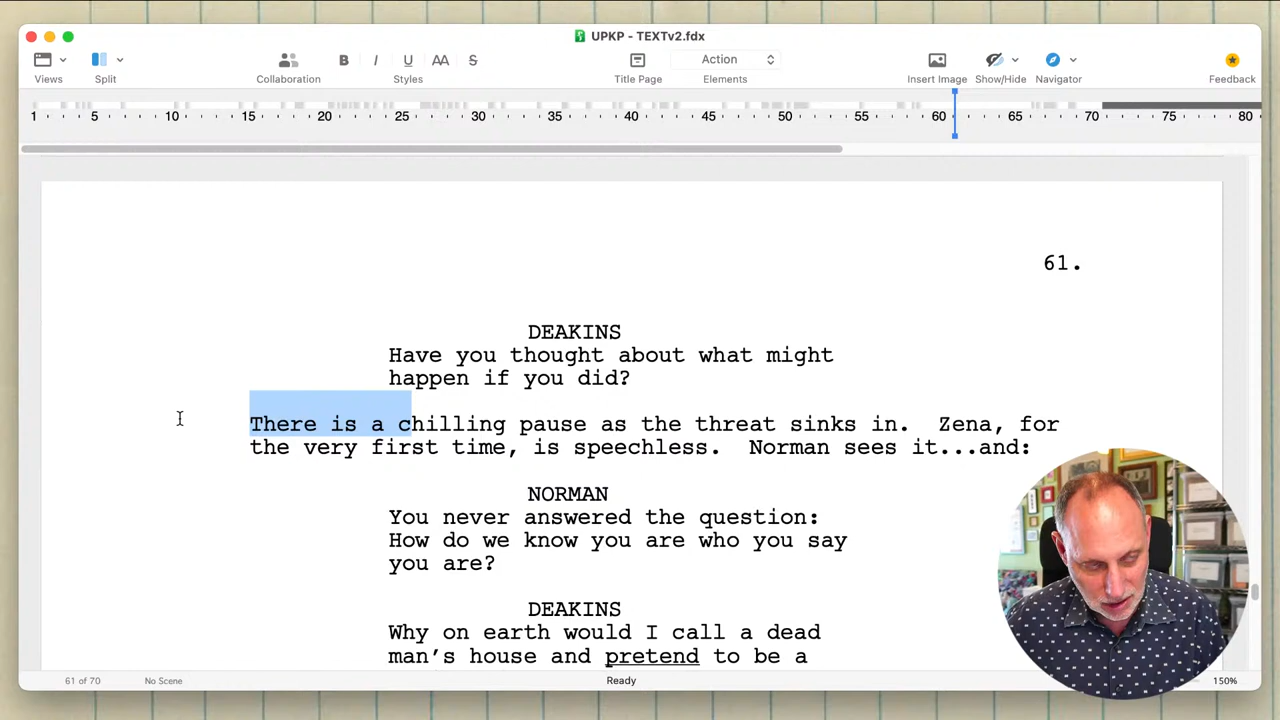 UPKP - TEXTv2.fdx
Views
Split
Collaboration
B I U AA S
Styles
Title Page
Action
Elements
Insert Image
Show/Hide
Navigator
Feedback
1 5 10 15 20 25 30 35 40 45 50 55 60 65 70 75 80
61.
DEAKINS
Have you thought about what might
happen if you did?
There is a chilling pause as the threat sinks in. Zena, for
the very first time, is speechless. Norman sees it...and:
NORMAN
You never answered the question:
How do we know you are who you say
you are?
DEAKINS
Why on earth would I call a dead
man’s house and pretend to be a
61 of 70
No Scene
Ready
150%